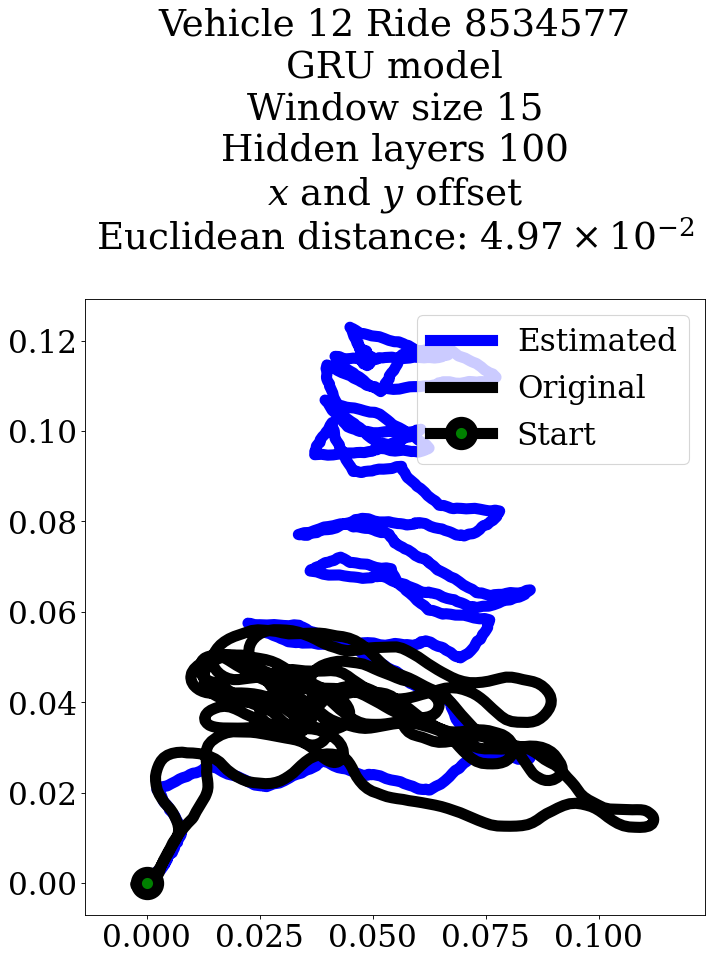 Vehicle 12 Ride 8534577
GRU model
Window size 15
Hidden layers 100
x and y offset
Euclidean distance: 4.97 × 10⁻²
Estimated
Original
Start
0.12
0.10
0.08
0.06
0.04
0.02
0.00
0.000 0.025 0.050 0.075 0.100